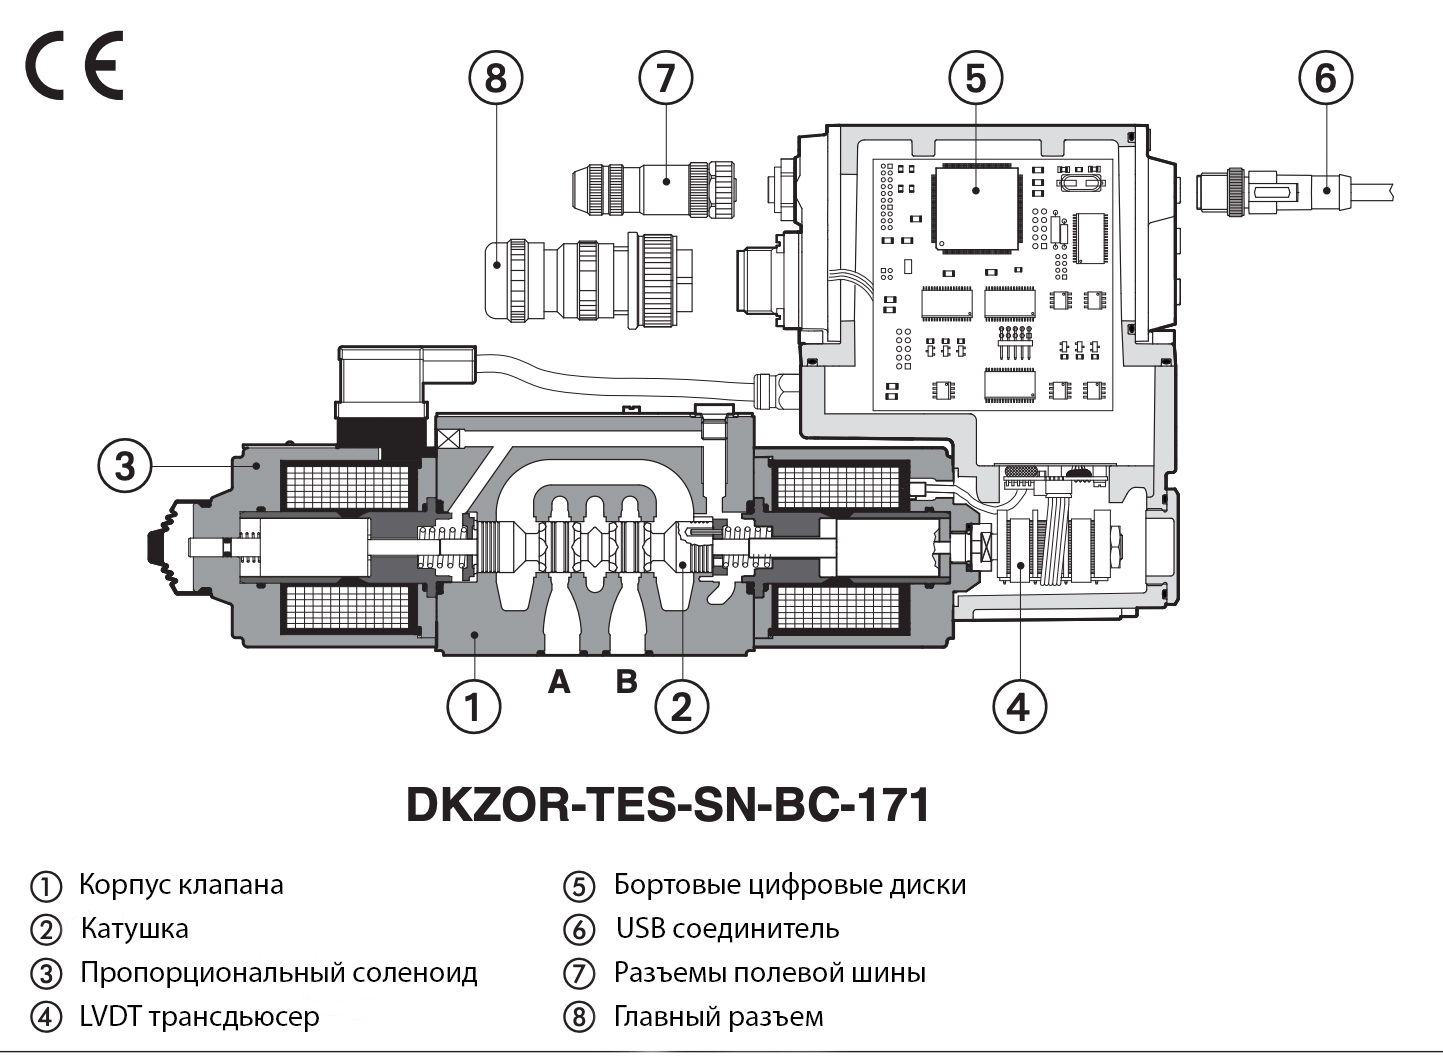 CE
8 7 5 6
3
A B
1 2 4
DKZOR-TES-SN-BC-171
1 Корпус клапана
2 Катушка
3 Пропорциональный соленоид
4 LVDT трансдьюсер
5 Бортовые цифровые диски
6 USB соединитель
7 Разъемы полевой шины
8 Главный разъем